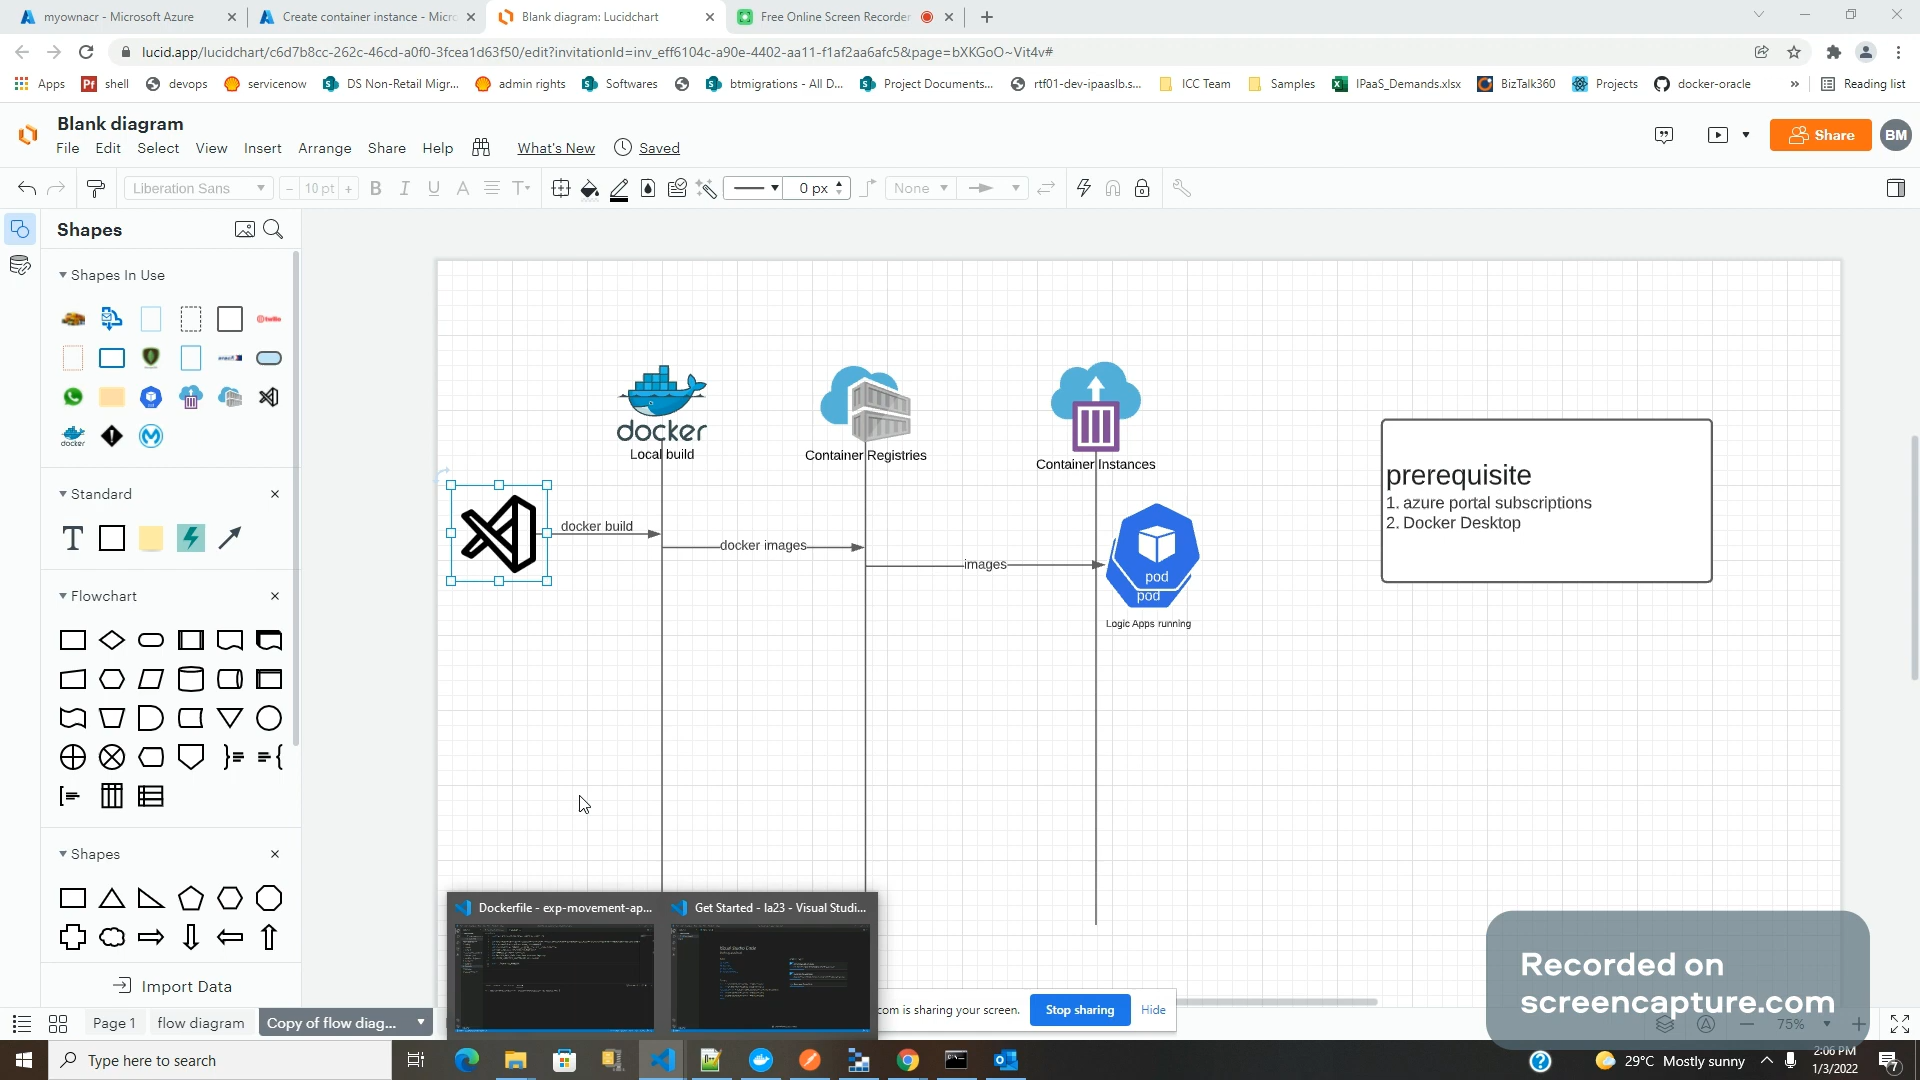 myownacr - Microsoft Azure
Create container instance - Micro
Blank diagram: Lucidchart
Free Online Screen Recorder
lucid.app/lucidchart/c6d7b8cc-262c-46cd-a0f0-3fcea1d63f50/edit?invitationId=inv_eff6104c-a90e-4402-aa11-f1af2aa6afc5&page=bXKGoO~Vit4v#
Apps
shell
devops
servicenow
DS Non-Retail Migr...
admin rights
Softwares
btmigrations - All D...
Project Documents...
rtf01-dev-ipaaslb.s...
ICC Team
Samples
IPaaS_Demands.xlsx
BizTalk360
Projects
docker-oracle
»
Reading list
Blank diagram
File Edit Select View Insert Arrange Share Help What's New Saved
Share
BM
Liberation Sans
10 pt
0 px
None
Shapes
Shapes In Use
Standard
Flowchart
Shapes
Import Data
docker
Local build
Container Registries
Container Instances
docker build
docker images
images
pod
pod
Logic Apps running
prerequisite
1. azure portal subscriptions
2. Docker Desktop
Dockerfile - exp-movement-ap...
Get Started - la23 - Visual Studi...
com is sharing your screen.
Stop sharing
Hide
Recorded on
screencapture.com
Page 1
flow diagram
Copy of flow diag...
75%
Type here to search
29°C Mostly sunny
2:06 PM
1/3/2022
7